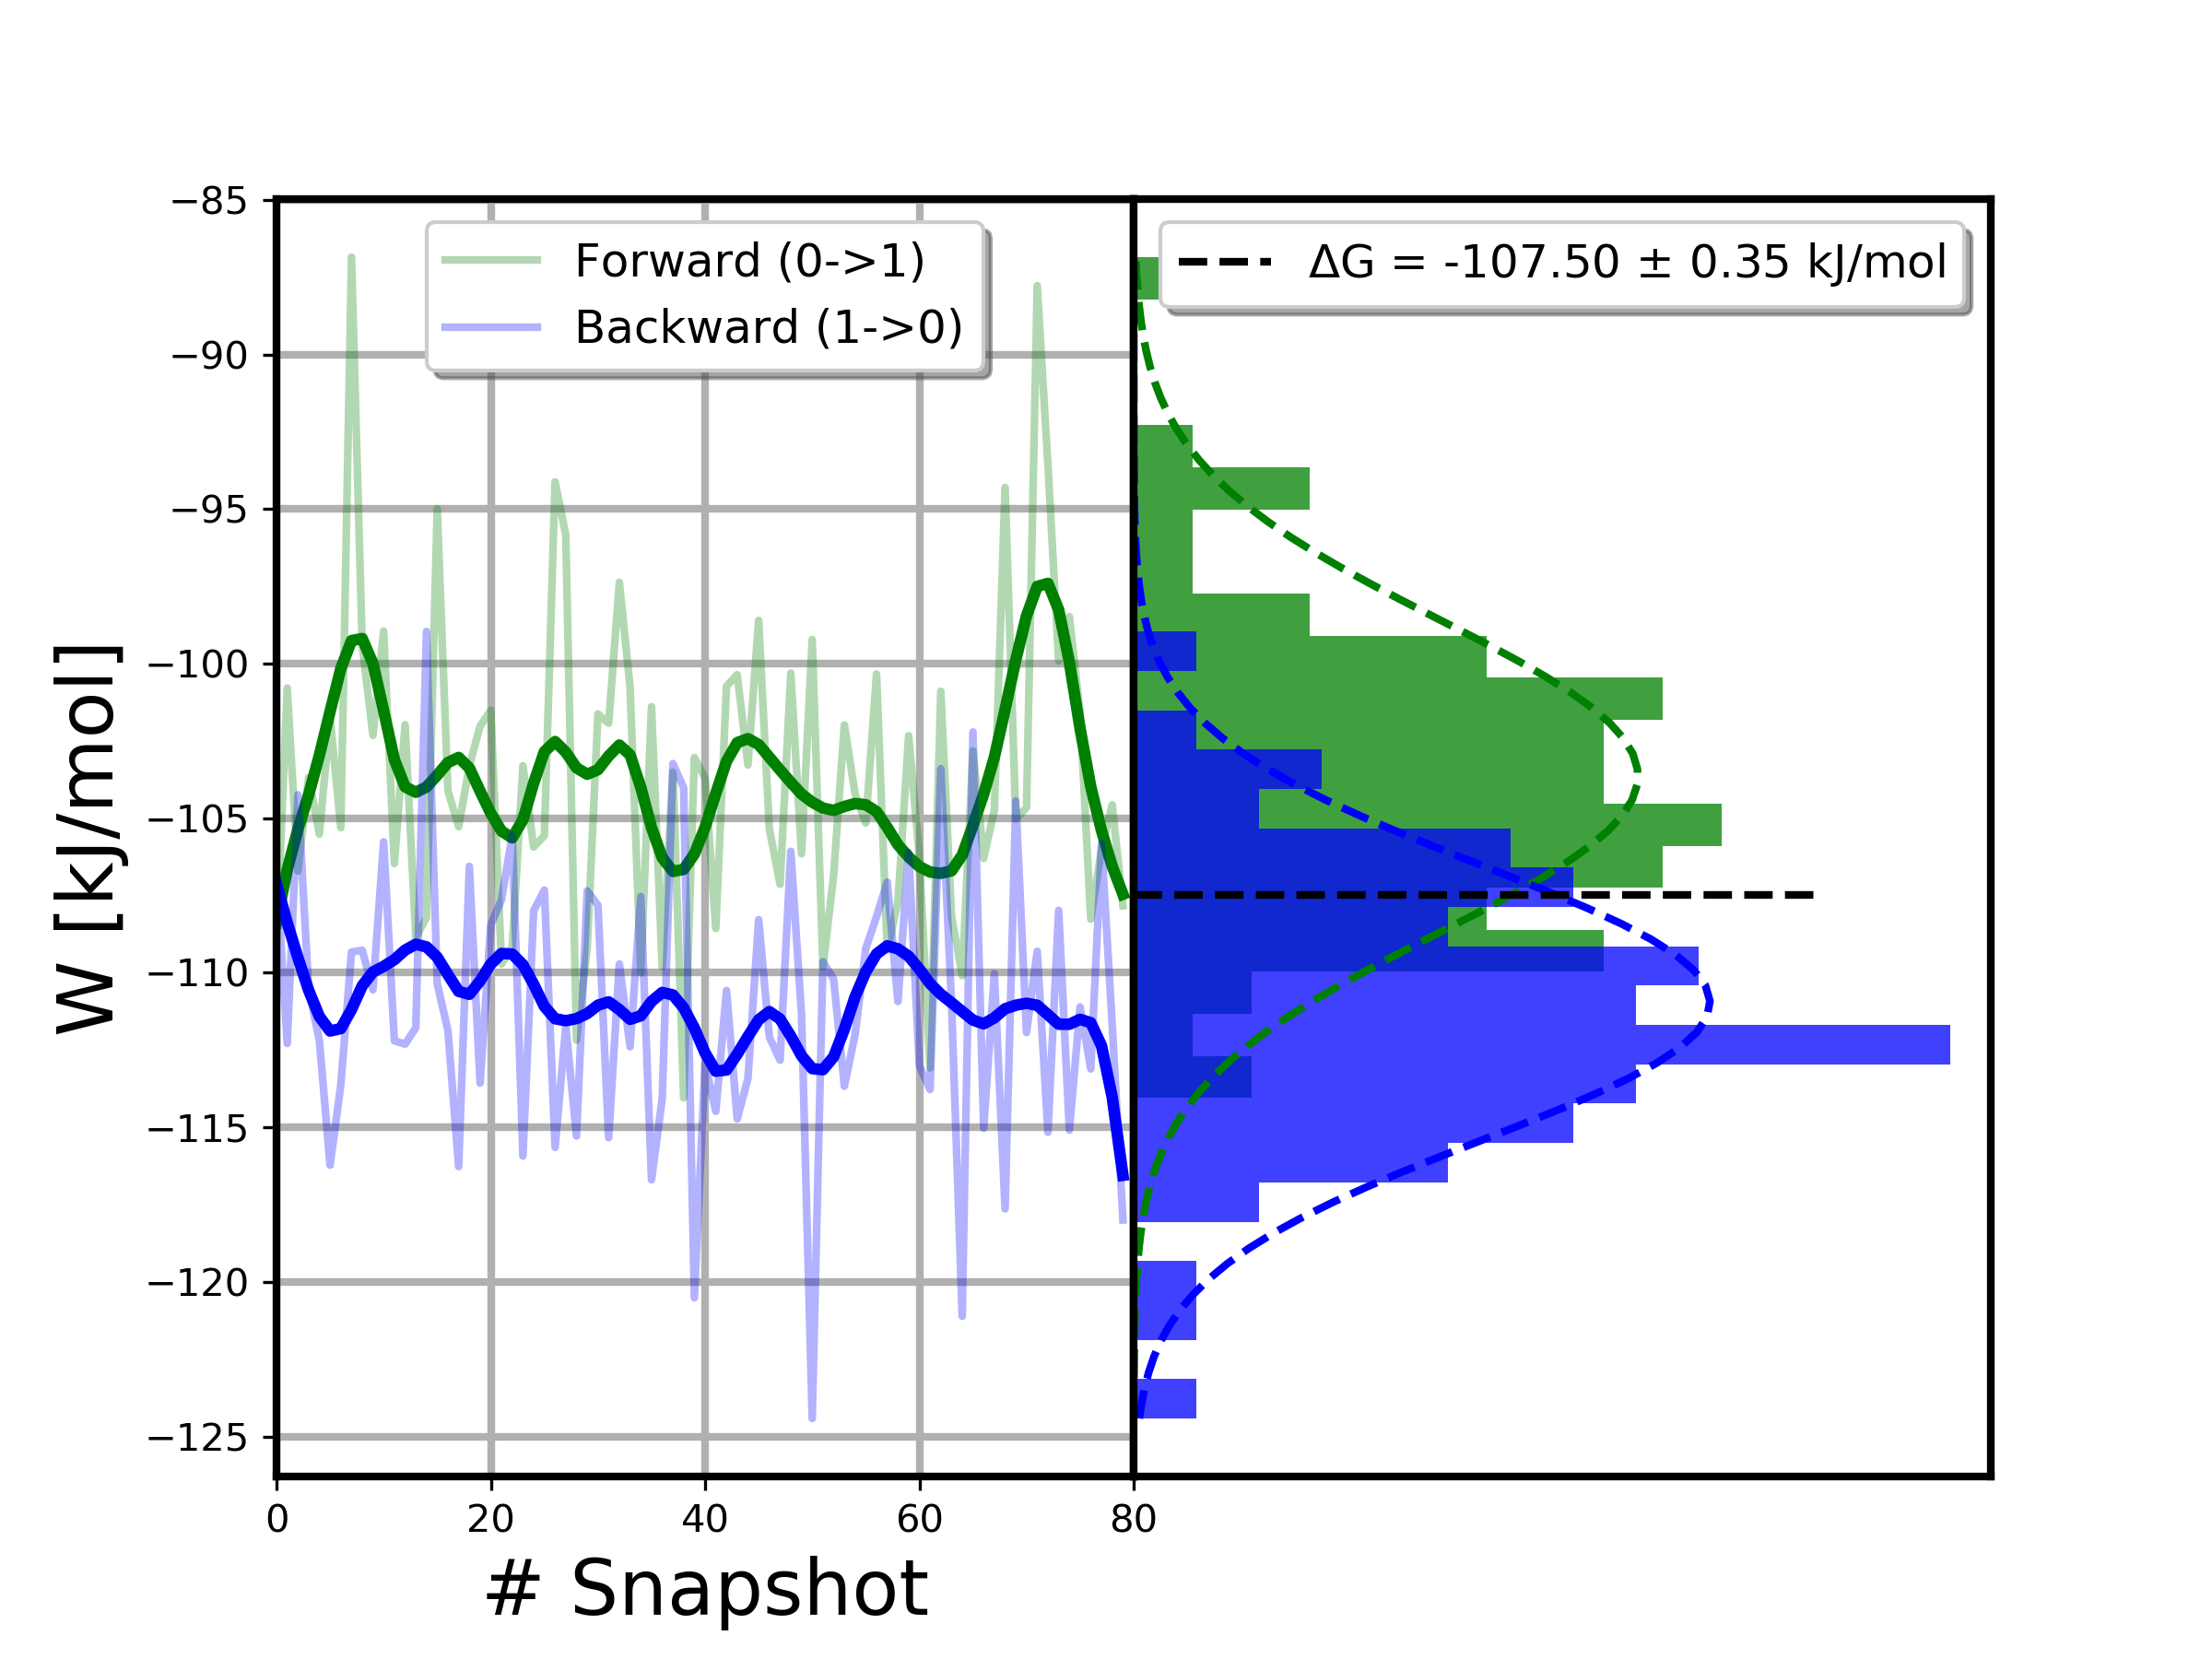 −85
−90
−95
−100
−105
−110
−115
−120
−125
W [kJ/mol]
Forward (0->1)
Backward (1->0)
ΔG = -107.50 ± 0.35 kJ/mol
0 20 40 60 80
# Snapshot